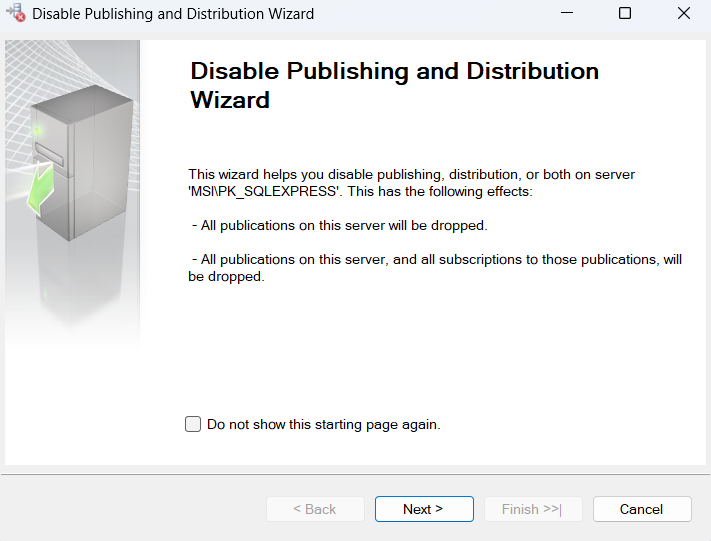 Disable Publishing and Distribution Wizard
Disable Publishing and Distribution
Wizard
This wizard helps you disable publishing, distribution, or both on server
'MSI\PK_SQLEXPRESS'. This has the following effects:
- All publications on this server will be dropped.
- All publications on this server, and all subscriptions to those publications, will
be dropped.
Do not show this starting page again.
< Back Next > Finish >>| Cancel